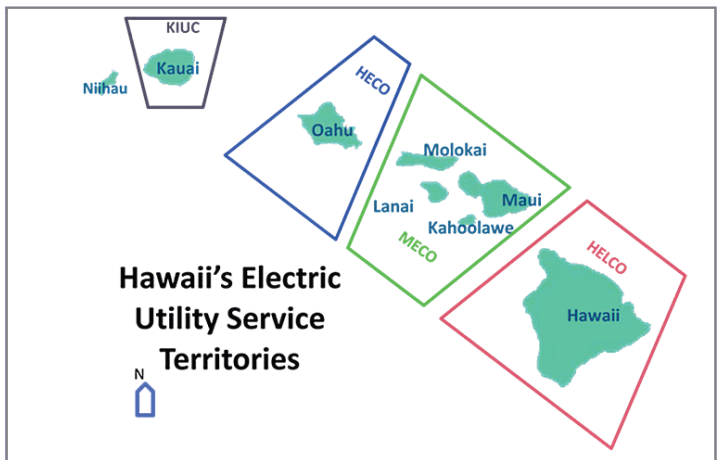 KIUC
Kauai
Niihau
HECO
Oahu
Molokai
Lanai
Maui
Kahoolawe
MECO
HELCO
Hawaii
Hawaii’s Electric
Utility Service
Territories
N